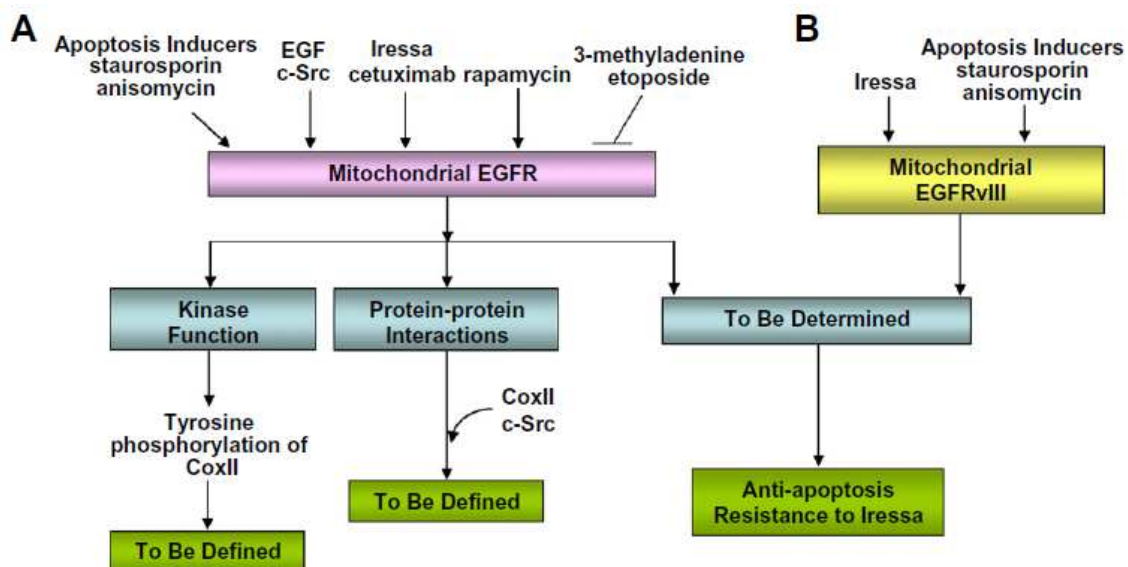 A
Apoptosis Inducers
staurosporin
anisomycin
EGF
c-Src
Iressa
cetuximab
rapamycin
3-methyladenine
etoposide
Mitochondrial EGFR
Kinase
Function
Protein-protein
Interactions
To Be Determined
Tyrosine
phosphorylation of
CoxII
To Be Defined
CoxII
c-Src
To Be Defined
Anti-apoptosis
Resistance to Iressa
B
Iressa
Apoptosis Inducers
staurosporin
anisomycin
Mitochondrial
EGFRvIII